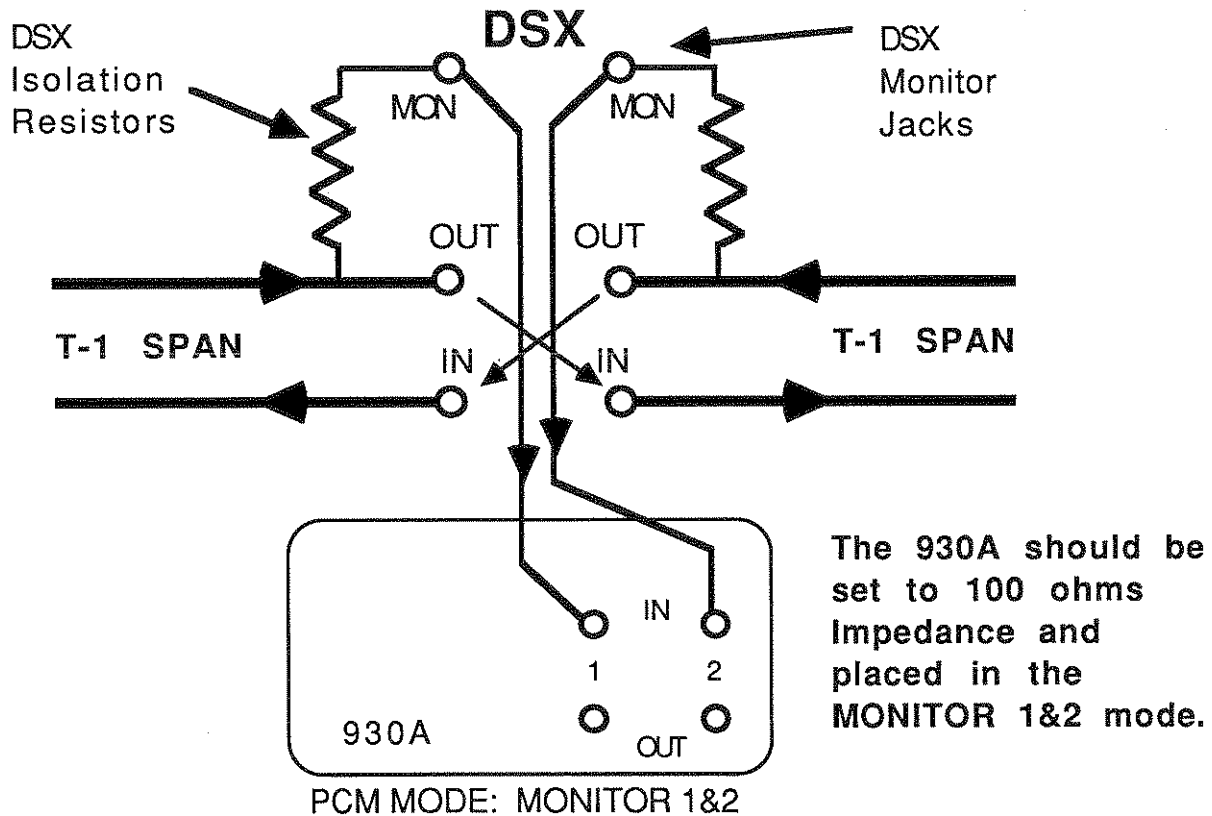 DSX
DSX
Isolation
Resistors
DSX
Monitor
Jacks
MON
MON
OUT
OUT
T-1 SPAN
T-1 SPAN
IN
IN
The 930A should be
set to 100 ohms
Impedance and
placed in the
MONITOR 1&2 mode.
IN
1
2
930A
OUT
PCM MODE: MONITOR 1&2